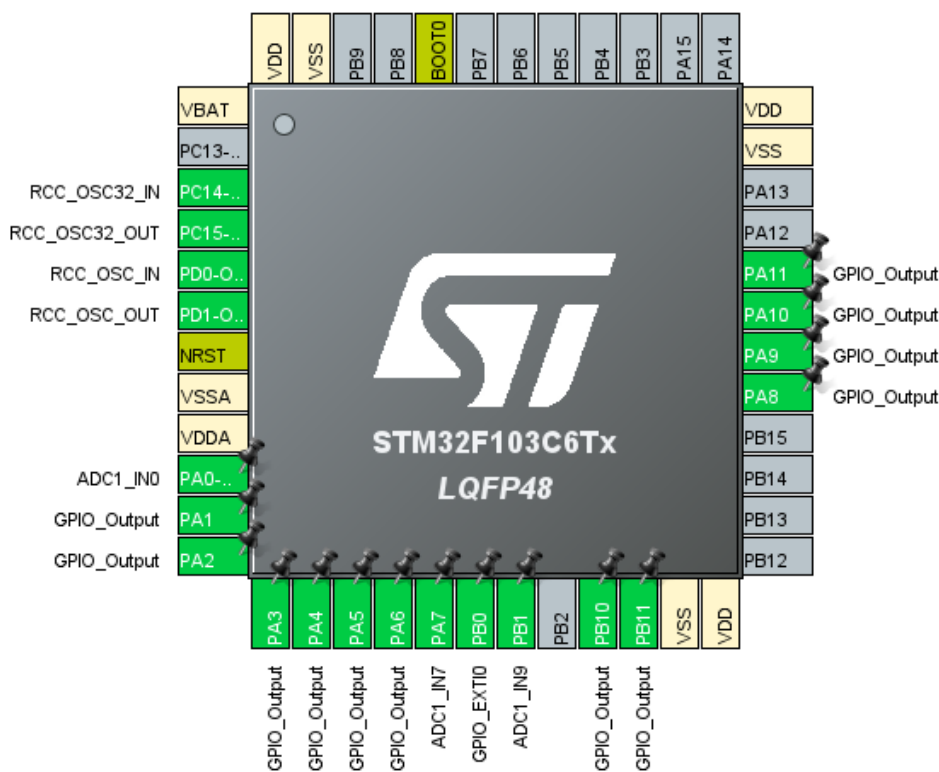 VDD
VSS
PB9
PB8
BOOT0
PB7
PB6
PB5
PB4
PB3
PA15
PA14
VBAT
PC13-..
RCC_OSC32_IN PC14-..
RCC_OSC32_OUT PC15-..
RCC_OSC_IN PD0-O..
RCC_OSC_OUT PD1-O..
NRST
VSSA
VDDA
ADC1_IN0 PA0-..
GPIO_Output PA1
GPIO_Output PA2
STM32F103C6Tx
LQFP48
VDD
VSS
PA13
PA12
PA11 GPIO_Output
PA10 GPIO_Output
PA9 GPIO_Output
PA8 GPIO_Output
PB15
PB14
PB13
PB12
PA3
PA4
PA5
PA6
PA7
PB0
PB1
PB2
PB10
PB11
VSS
VDD
GPIO_Output
GPIO_Output
GPIO_Output
GPIO_Output
ADC1_IN7
GPIO_EXTI0
ADC1_IN9
GPIO_Output
GPIO_Output